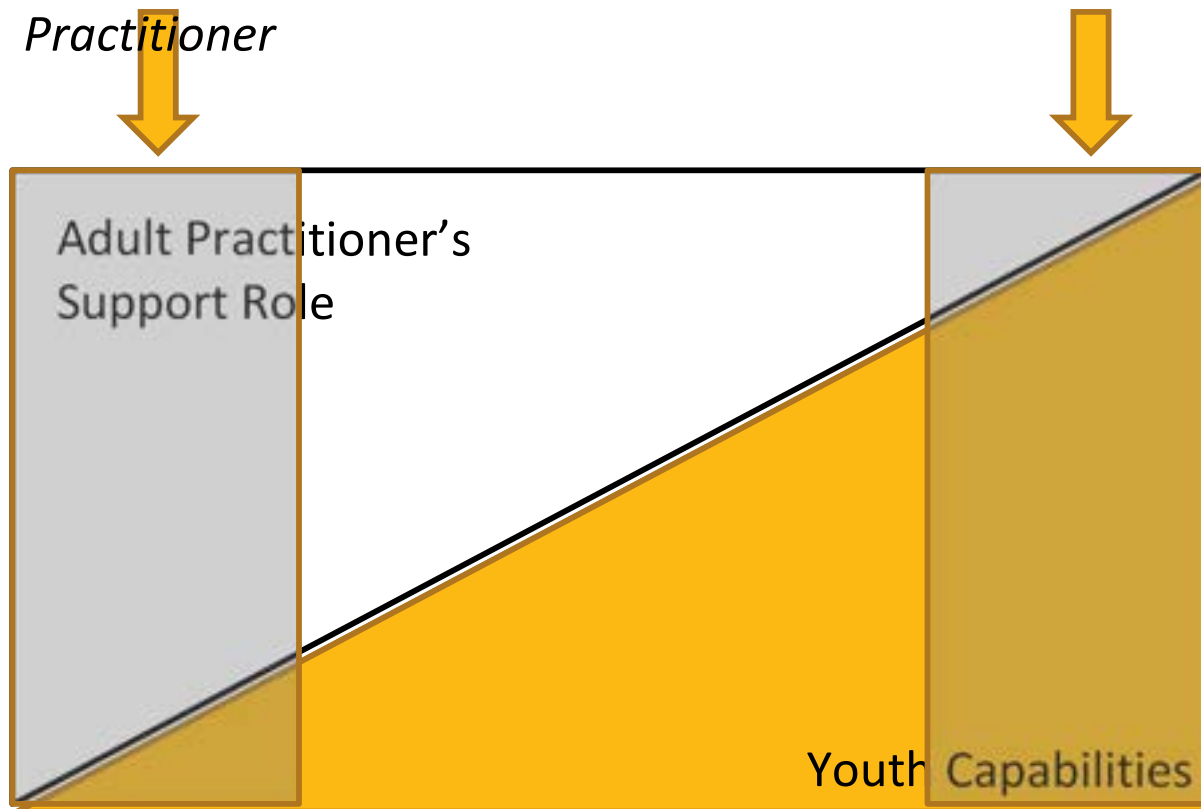 Practitioner
Adult Practitioner’s
Support Role
Youth Capabilities